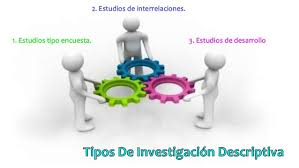 2. Estudios de interrelaciones.
1. Estudios tipo encuesta.
3. Estudios de desarrollo
Tipos De Investigación Descriptiva